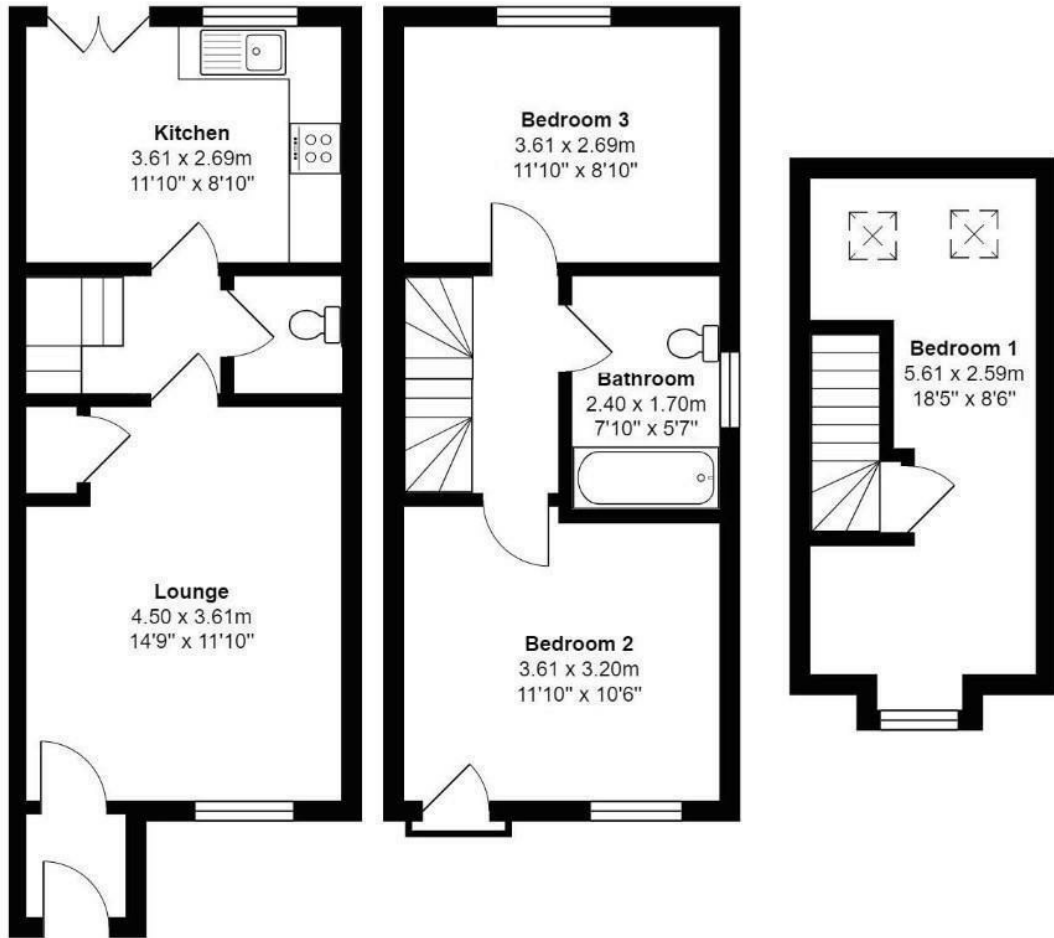 Kitchen
3.61 x 2.69m
11'10" x 8'10"
Lounge
4.50 x 3.61m
14'9" x 11'10"
Bedroom 3
3.61 x 2.69m
11'10" x 8'10"
Bathroom
2.40 x 1.70m
7'10" x 5'7"
Bedroom 2
3.61 x 3.20m
11'10" x 10'6"
Bedroom 1
5.61 x 2.59m
18'5" x 8'6"